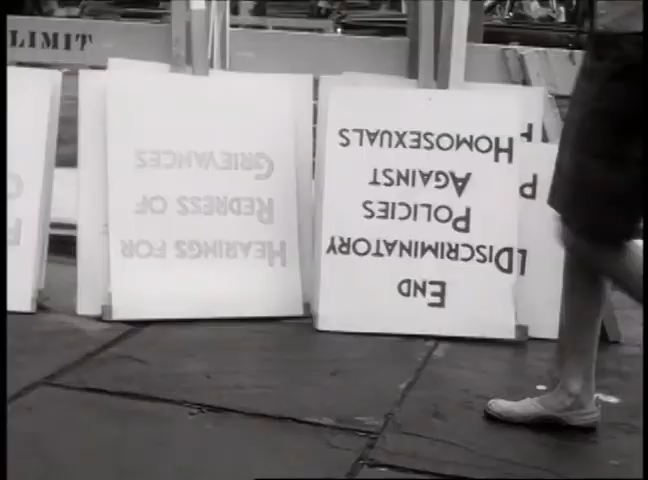 LIMIT
HEARINGS FOR
REDRESS OF
GRIEVANCES
END
DISCRIMINATORY
POLICIES
AGAINST
HOMOSEXUALS